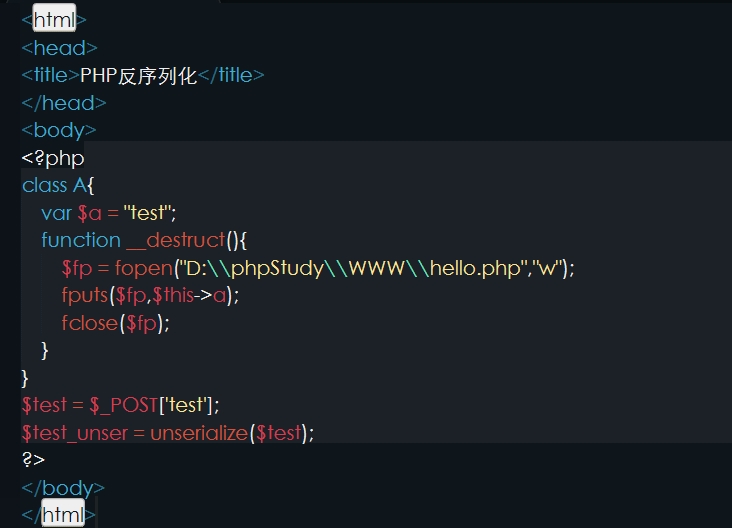 <html>
<head>
<title>PHP反序列化</title>
</head>
<body>
<?php
class A{
    var $a = "test";
    function __destruct(){
        $fp = fopen("D:\\phpStudy\\WWW\\hello.php","w");
        fputs($fp,$this->a);
        fclose($fp);
    }
}
$test = $_POST['test'];
$test_unser = unserialize($test);
?>
</body>
</html>